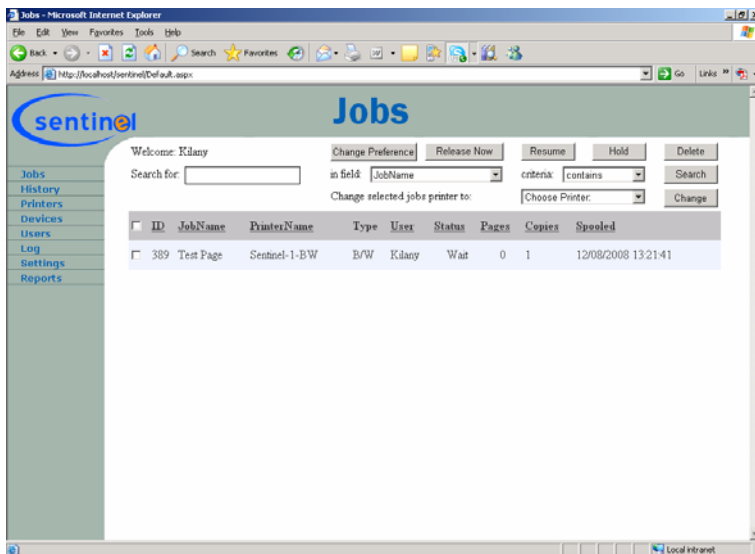 Jobs - Microsoft Internet Explorer
File Edit View Favorites Tools Help
Back Search Favorites
Address http://localhost/sentinel/Default.aspx Go Links »
sentinel
Jobs
Welcome: Kilany Change Preference Release Now Resume Hold Delete
Search for: in field: JobName criteria: contains Search
Change selected jobs printer to: Choose Printer: Change
Jobs
History
Printers
Devices
Users
Log
Settings
Reports
ID JobName PrinterName Type User Status Pages Copies Spooled
389 Test Page Sentinel-1-BW B/W Kilany Wait 0 1 12/08/2008 13:21:41
Local intranet